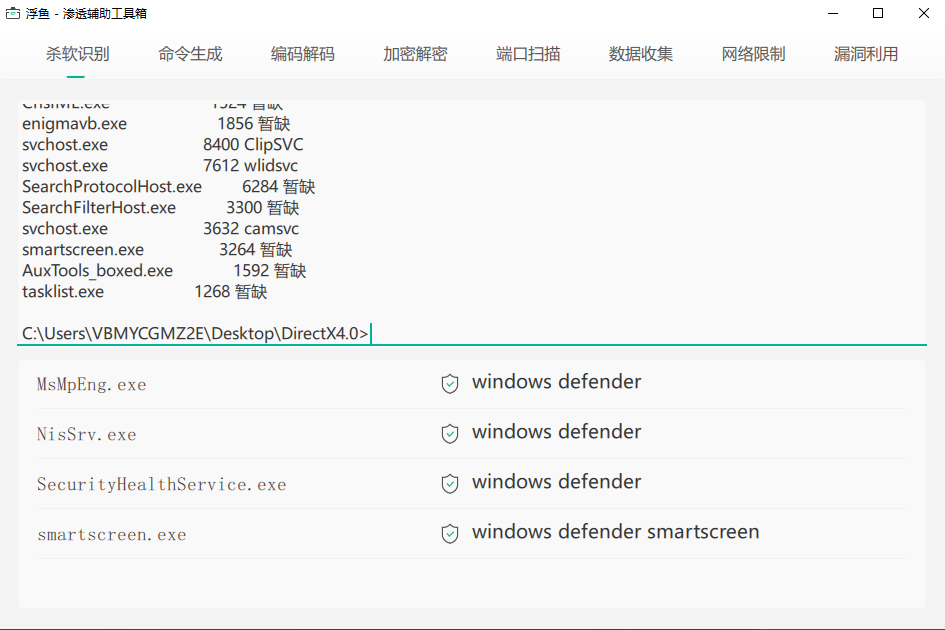 浮鱼 - 渗透辅助工具箱
杀软识别 命令生成 编码解码 加密解密 端口扫描 数据收集 网络限制 漏洞利用
enigmavb.exe 1856 暂缺
svchost.exe 8400 ClipSVC
svchost.exe 7612 wlidsvc
SearchProtocolHost.exe 6284 暂缺
SearchFilterHost.exe 3300 暂缺
svchost.exe 3632 camsvc
smartscreen.exe 3264 暂缺
AuxTools_boxed.exe 1592 暂缺
tasklist.exe 1268 暂缺
C:\Users\VBMYCGMZ2E\Desktop\DirectX4.0>
MsMpEng.exe windows defender
NisSrv.exe windows defender
SecurityHealthService.exe windows defender
smartscreen.exe windows defender smartscreen